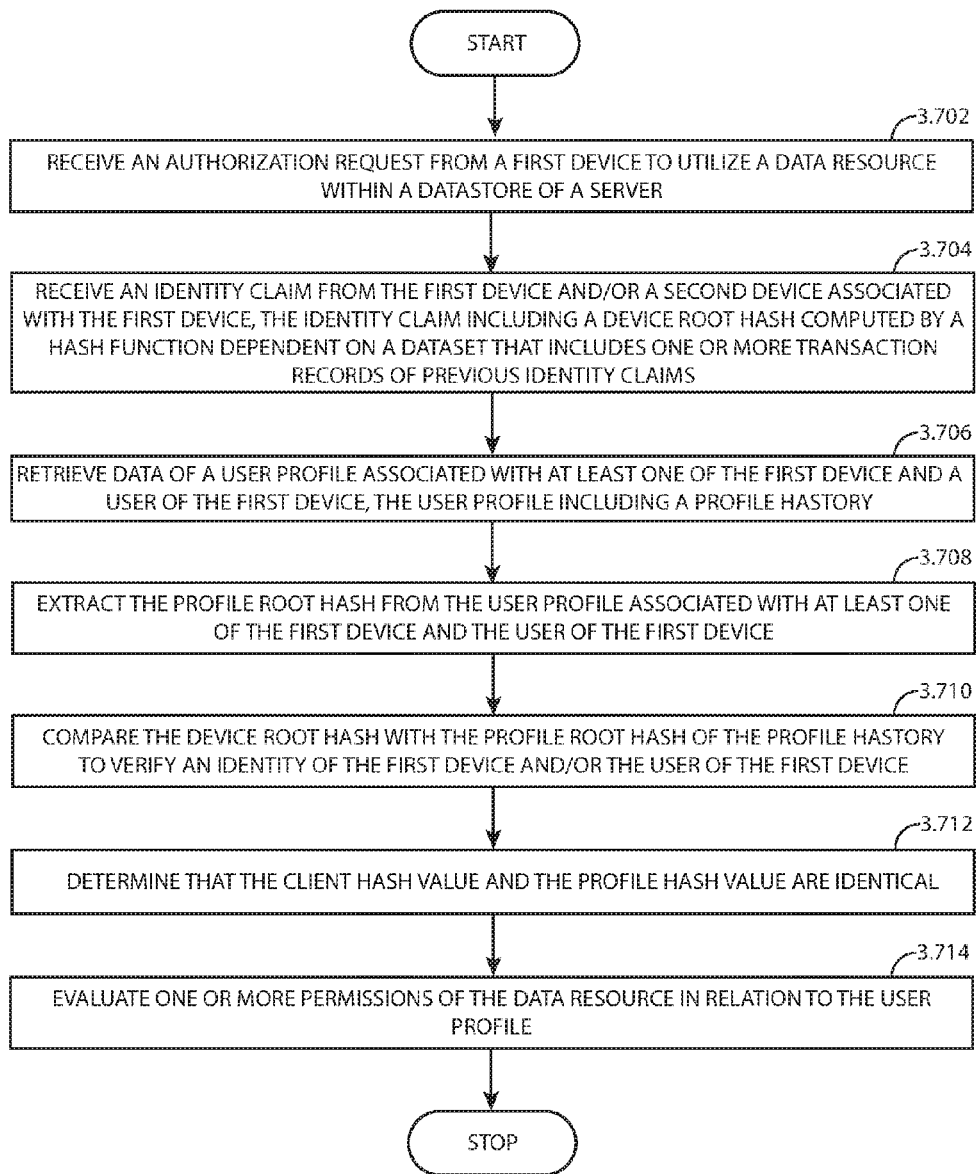 START
3.702
RECEIVE AN AUTHORIZATION REQUEST FROM A FIRST DEVICE TO UTILIZE A DATA RESOURCE
WITHIN A DATASTORE OF A SERVER
3.704
RECEIVE AN IDENTITY CLAIM FROM THE FIRST DEVICE AND/OR A SECOND DEVICE ASSOCIATED
WITH THE FIRST DEVICE, THE IDENTITY CLAIM INCLUDING A DEVICE ROOT HASH COMPUTED BY A
HASH FUNCTION DEPENDENT ON A DATASET THAT INCLUDES ONE OR MORE TRANSACTION
RECORDS OF PREVIOUS IDENTITY CLAIMS
3.706
RETRIEVE DATA OF A USER PROFILE ASSOCIATED WITH AT LEAST ONE OF THE FIRST DEVICE AND A
USER OF THE FIRST DEVICE, THE USER PROFILE INCLUDING A PROFILE HASTORY
3.708
EXTRACT THE PROFILE ROOT HASH FROM THE USER PROFILE ASSOCIATED WITH AT LEAST ONE
OF THE FIRST DEVICE AND THE USER OF THE FIRST DEVICE
3.710
COMPARE THE DEVICE ROOT HASH WITH THE PROFILE ROOT HASH OF THE PROFILE HASTORY
TO VERIFY AN IDENTITY OF THE FIRST DEVICE AND/OR THE USER OF THE FIRST DEVICE
3.712
DETERMINE THAT THE CLIENT HASH VALUE AND THE PROFILE HASH VALUE ARE IDENTICAL
3.714
EVALUATE ONE OR MORE PERMISSIONS OF THE DATA RESOURCE IN RELATION TO THE USER
PROFILE
STOP